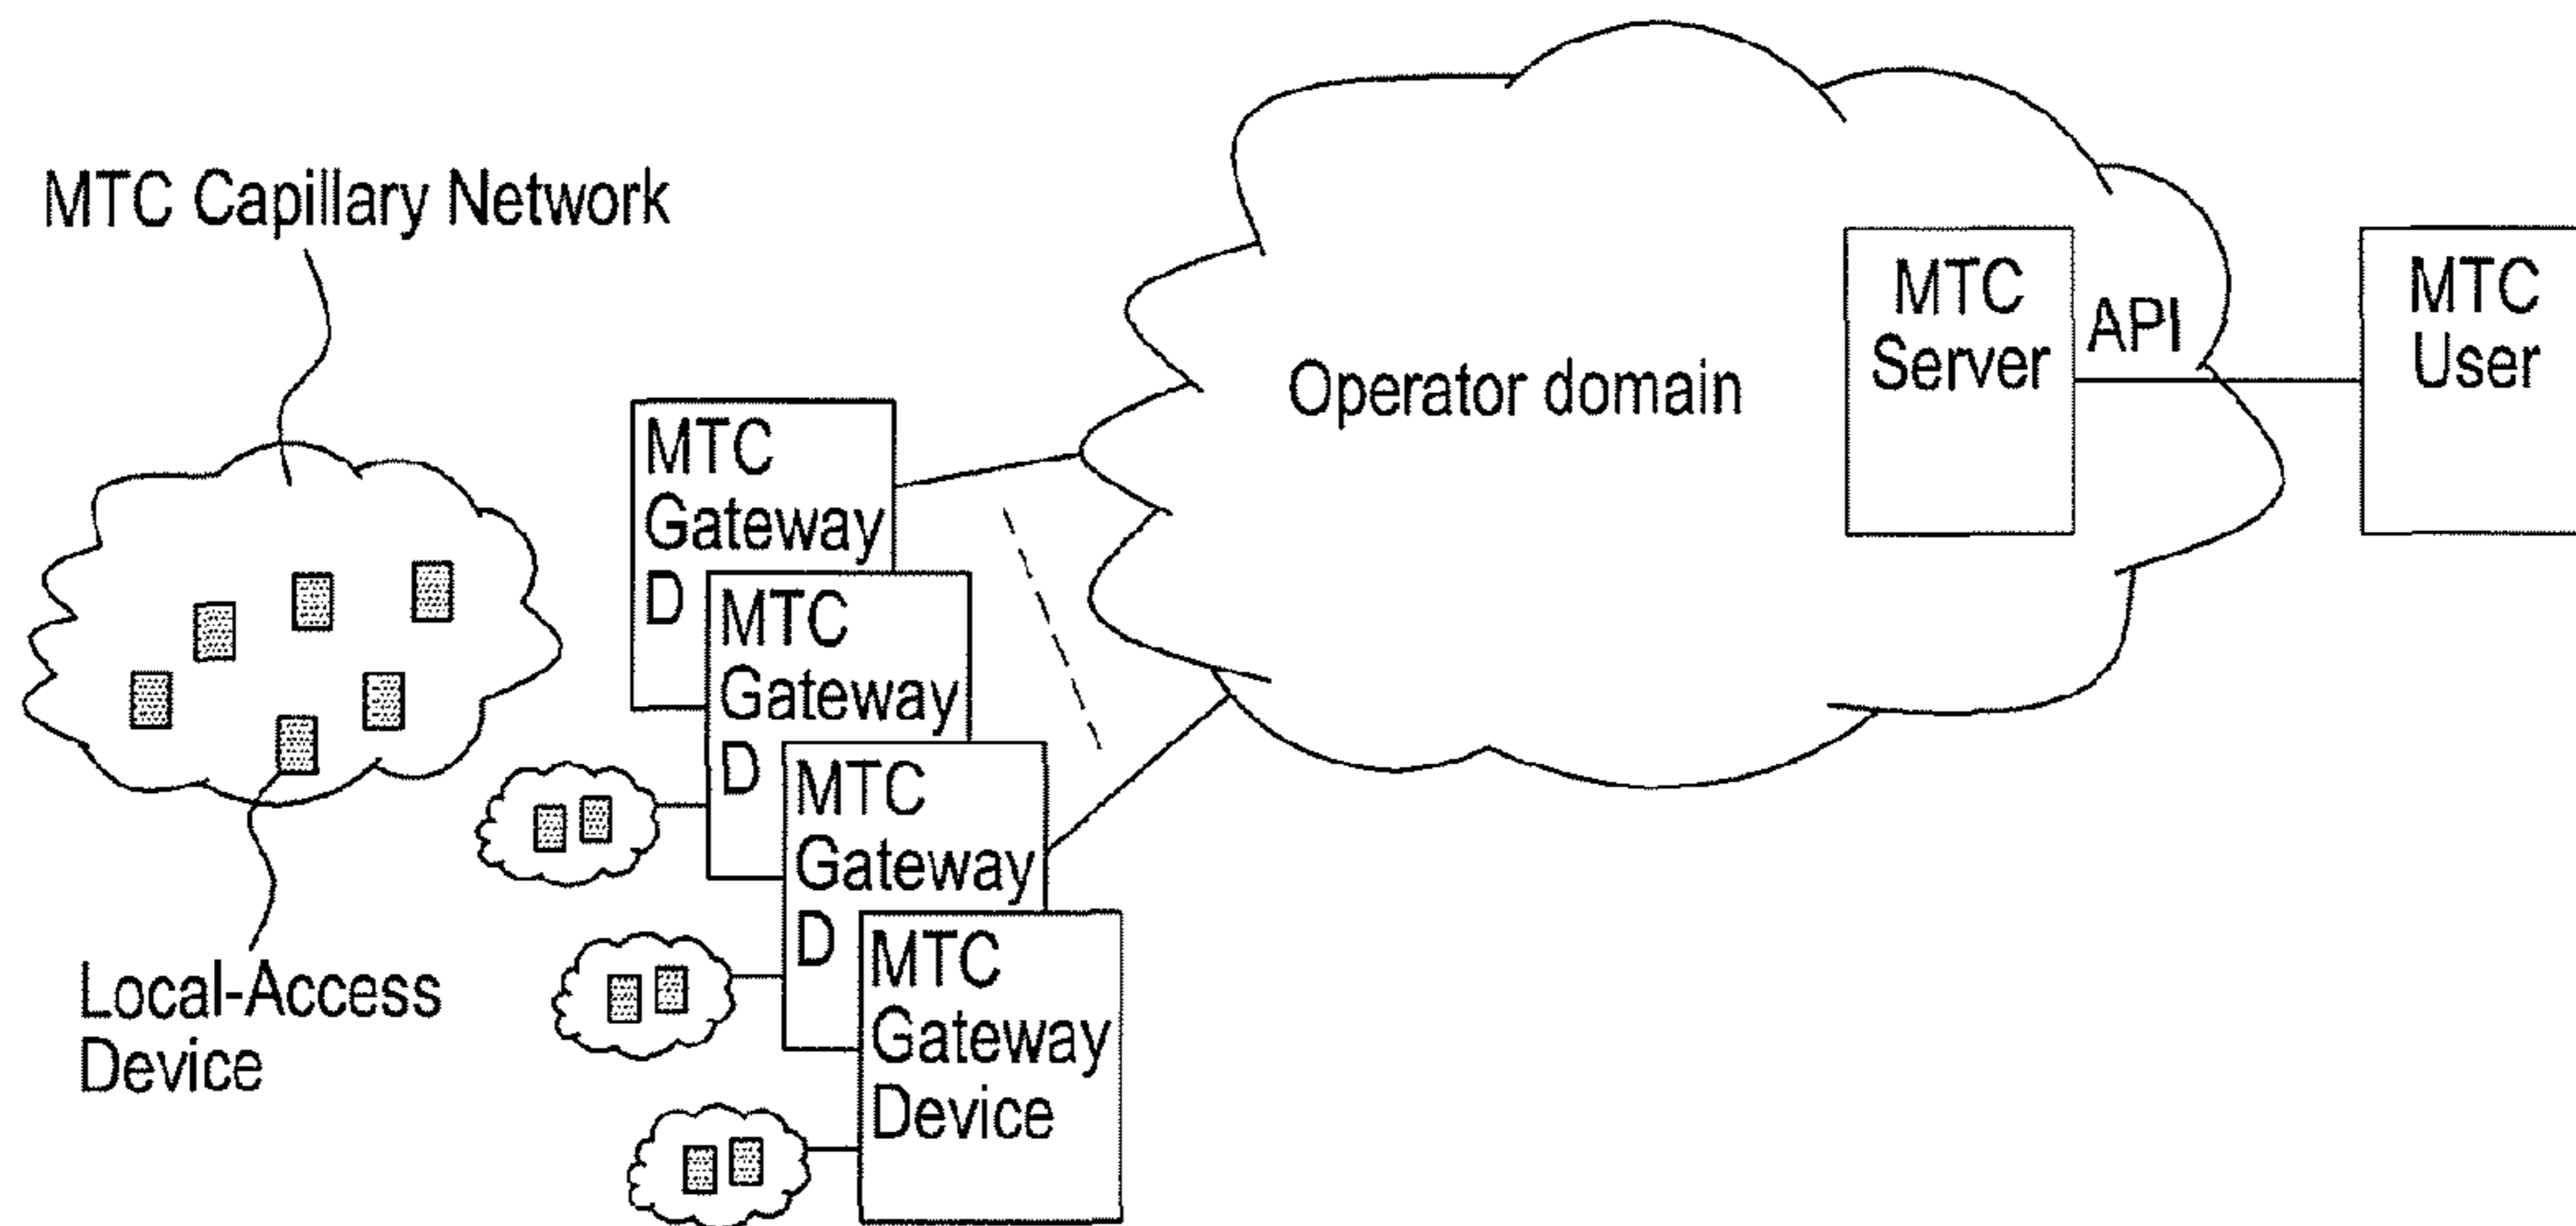 MTC Capillary Network
MTC
Gateway
D
MTC
Gateway
D
MTC
Gateway
D
MTC
Gateway
Device
Local-Access
Device
Operator domain
MTC
Server
API
MTC
User